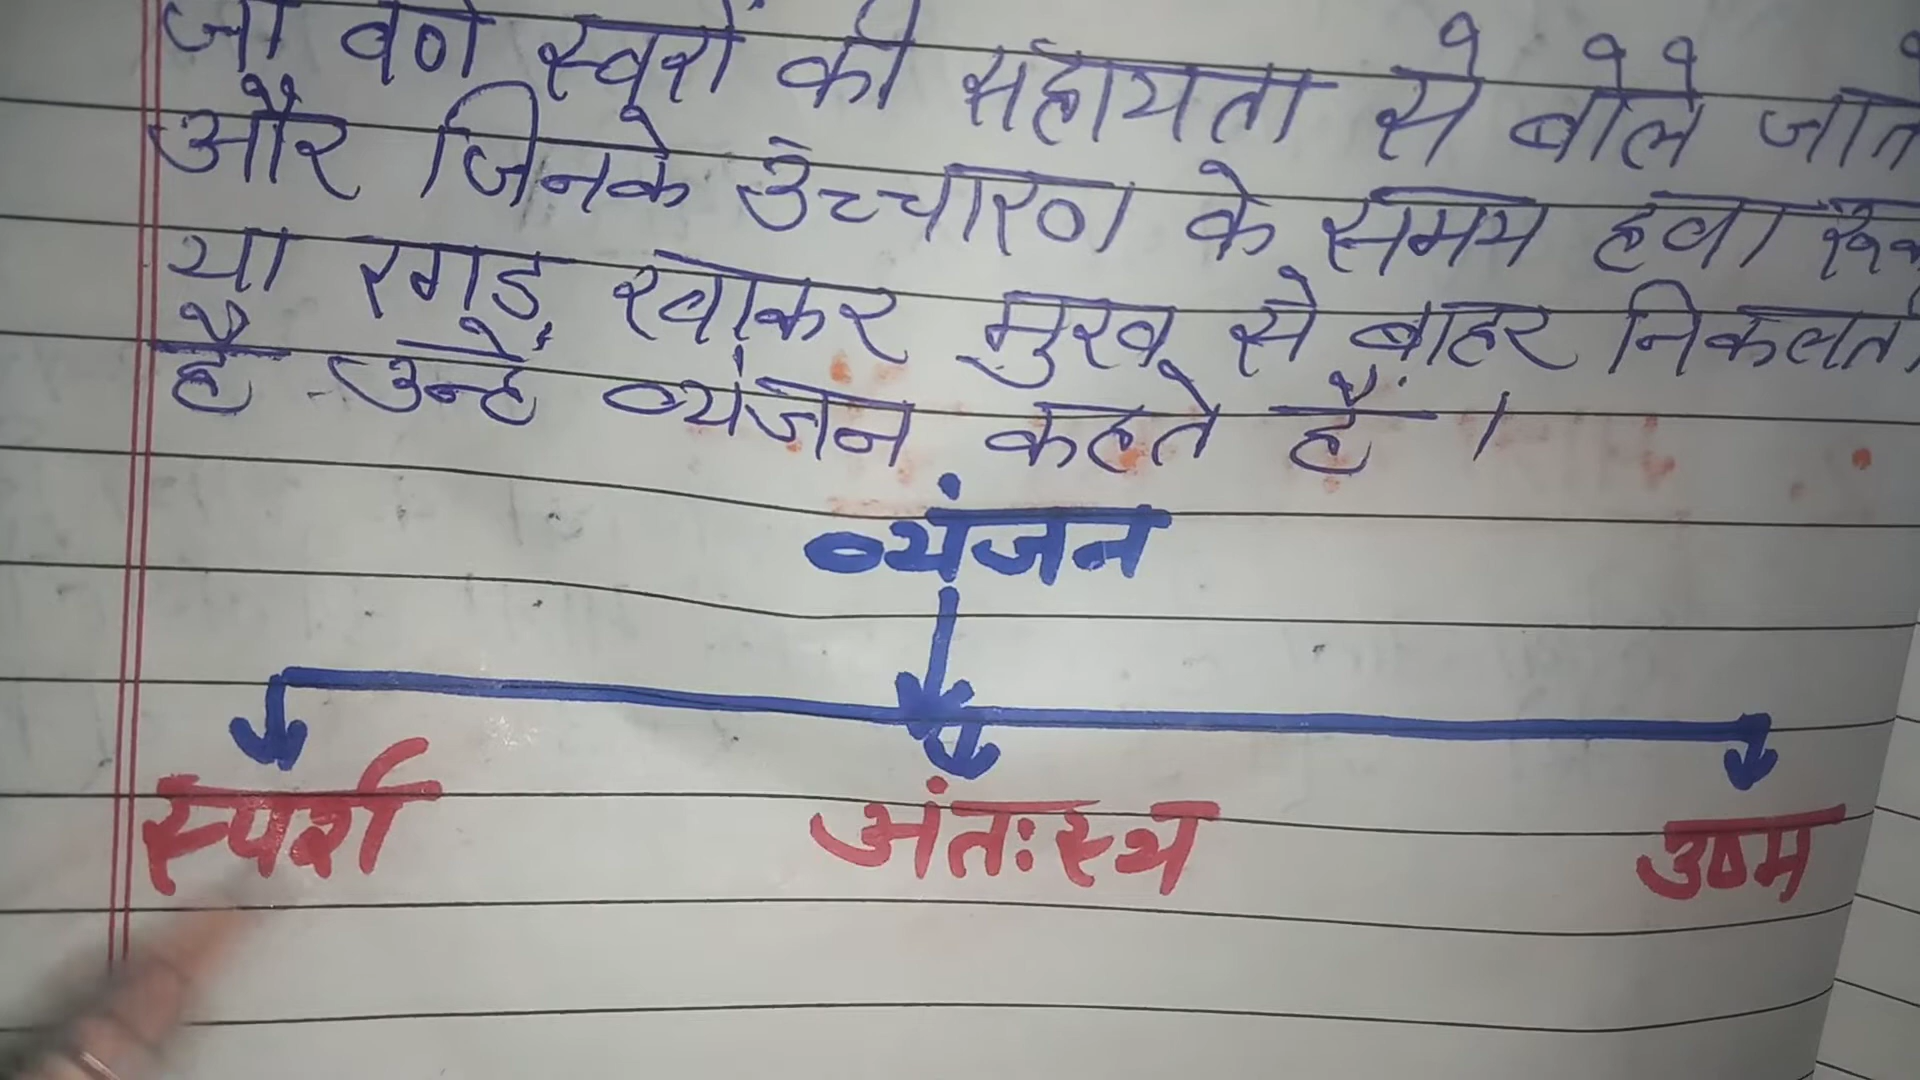 जो वर्ण स्वरों की सहायता से बोले जाते
और जिनके उच्चारण के समय हवा
या रगड़ खाकर मुख से बाहर निकलती
है उन्हें व्यंजन कहते हैं ।
व्यंजन
स्पर्श अंतःस्थ उष्म